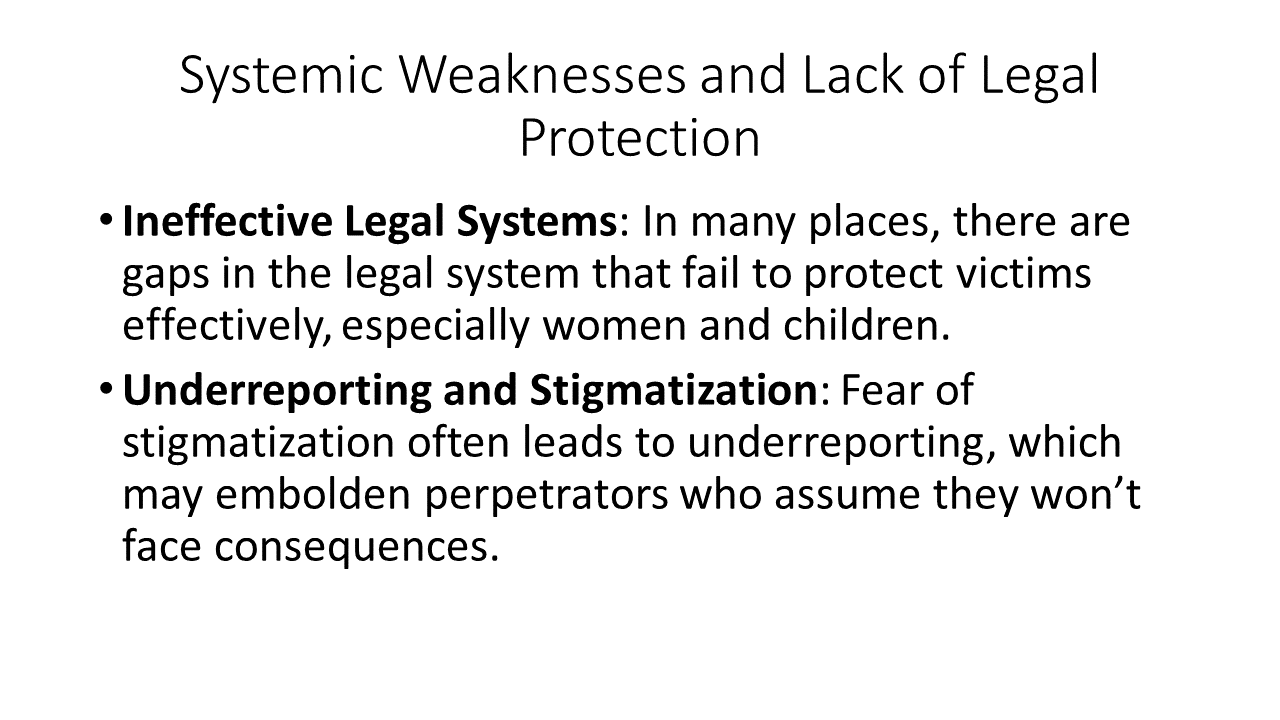 Systemic Weaknesses and Lack of Legal
Protection
• Ineffective Legal Systems: In many places, there are
gaps in the legal system that fail to protect victims
effectively, especially women and children.
• Underreporting and Stigmatization: Fear of
stigmatization often leads to underreporting, which
may embolden perpetrators who assume they won’t
face consequences.